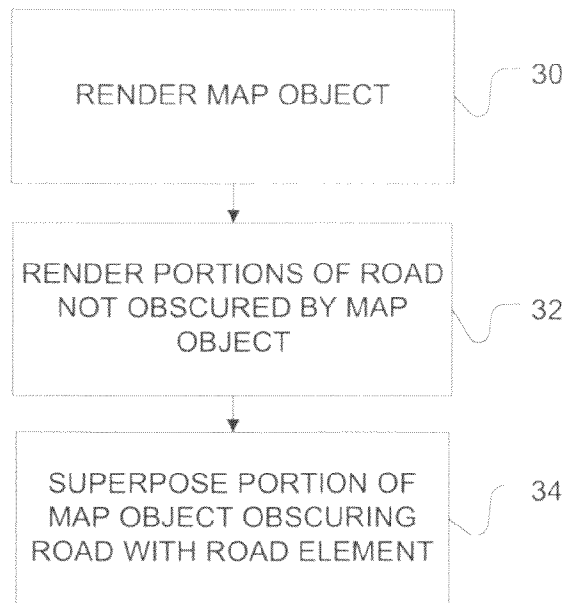 RENDER MAP OBJECT
30
RENDER PORTIONS OF ROAD
NOT OBSCURED BY MAP
OBJECT
32
SUPERPOSE PORTION OF
MAP OBJECT OBSCURING
ROAD WITH ROAD ELEMENT
34